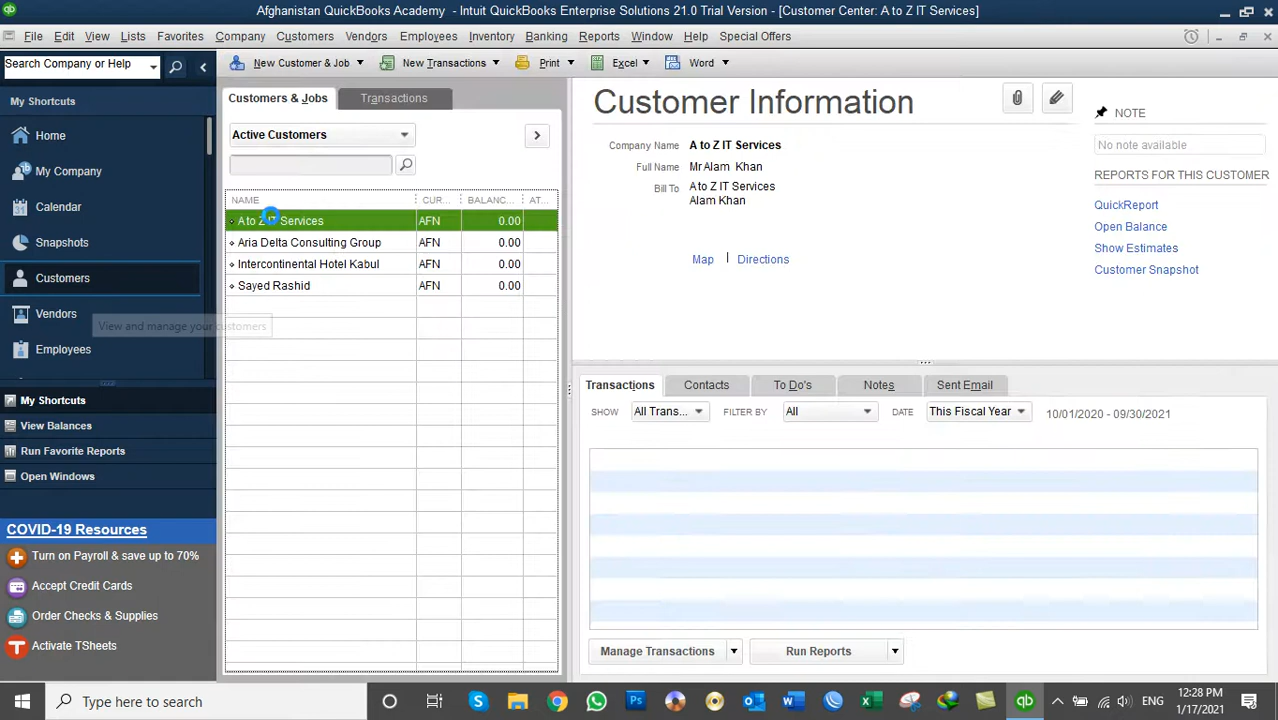 Afghanistan QuickBooks Academy - Intuit QuickBooks Enterprise Solutions 21.0 Trial Version - [Customer Center: A to Z IT Services]
File Edit View Lists Favorites Company Customers Vendors Employees Inventory Banking Reports Window Help Special Offers
Search Company or Help
New Customer & Job New Transactions Print Excel Word
My Shortcuts
Home
My Company
Calendar
Snapshots
Customers
Vendors
View and manage your customers
Employees
My Shortcuts
View Balances
Run Favorite Reports
Open Windows
COVID-19 Resources
Turn on Payroll & save up to 70%
Accept Credit Cards
Order Checks & Supplies
Activate TSheets
Customers & Jobs Transactions
Active Customers
NAME CUR... BALANC... AT...
A to Z IT Services AFN 0.00
Aria Delta Consulting Group AFN 0.00
Intercontinental Hotel Kabul AFN 0.00
Sayed Rashid AFN 0.00
Customer Information
Company Name A to Z IT Services
Full Name Mr Alam Khan
Bill To A to Z IT Services
Alam Khan
Map Directions
NOTE
No note available
REPORTS FOR THIS CUSTOMER
QuickReport
Open Balance
Show Estimates
Customer Snapshot
Transactions Contacts To Do's Notes Sent Email
SHOW All Trans... FILTER BY All DATE This Fiscal Year 10/01/2020 - 09/30/2021
Manage Transactions Run Reports
Type here to search
ENG
12:28 PM
1/17/2021